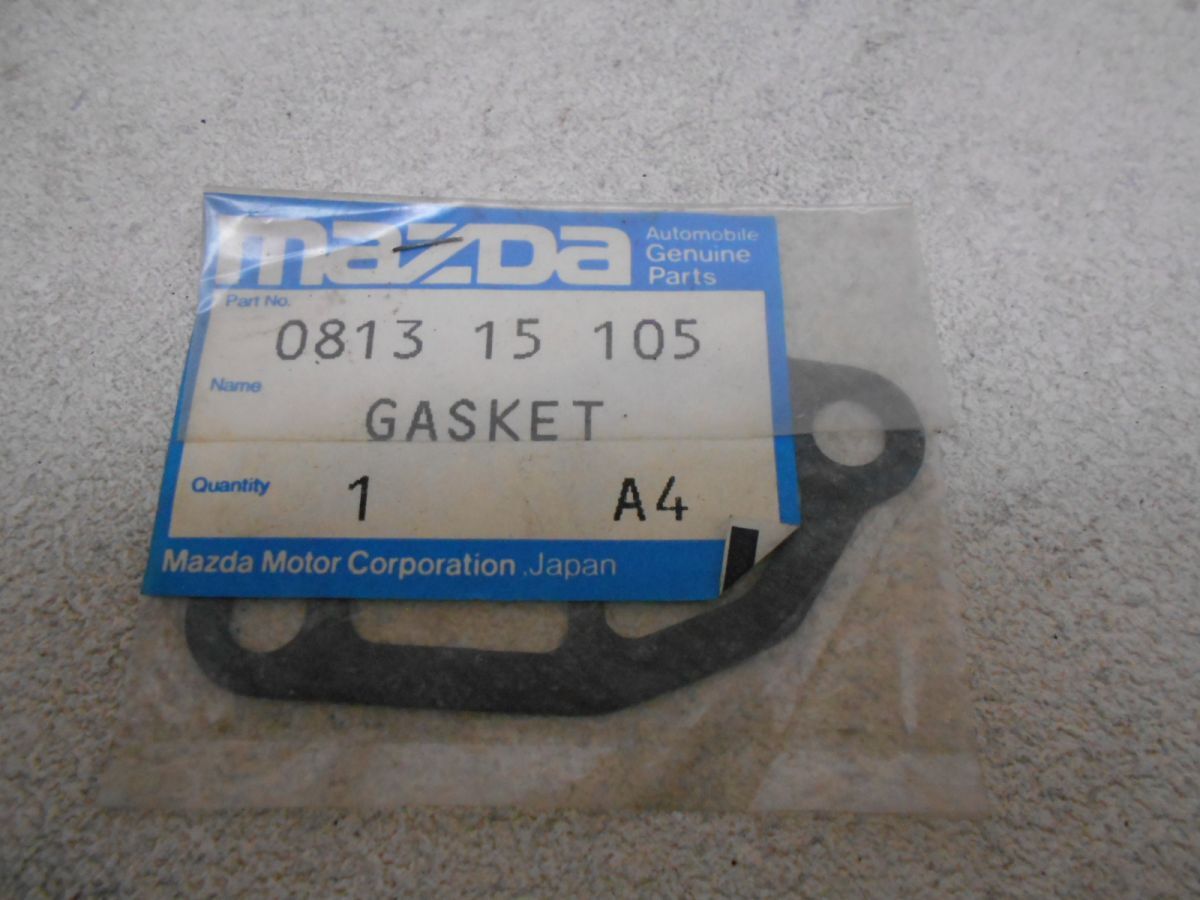 mazda
Automobile
Genuine
Parts
Part No.
0813 15 105
Name
GASKET
Quantity 1 A4
Mazda Motor Corporation .Japan